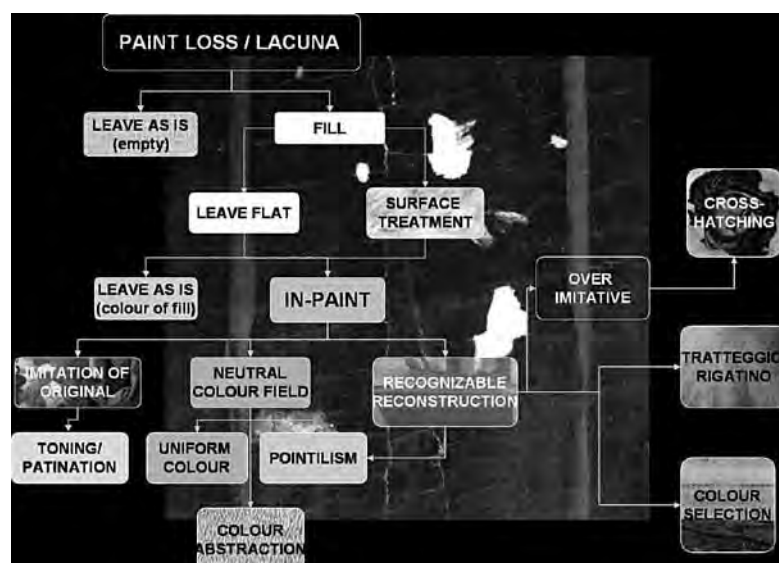 PAINT LOSS / LACUNA
LEAVE AS IS
(empty)
FILL
LEAVE FLAT
SURFACE
TREATMENT
CROSS-
HATCHING
LEAVE AS IS
(colour of fill)
IN-PAINT
OVER
IMITATIVE
IMITATION OF
ORIGINAL
NEUTRAL
COLOUR FIELD
RECOGNIZABLE
RECONSTRUCTION
TRATTEGGIO
RIGATINO
TONING/
PATINATION
UNIFORM
COLOUR
POINTILISM
COLOUR
ABSTRACTION
COLOUR
SELECTION